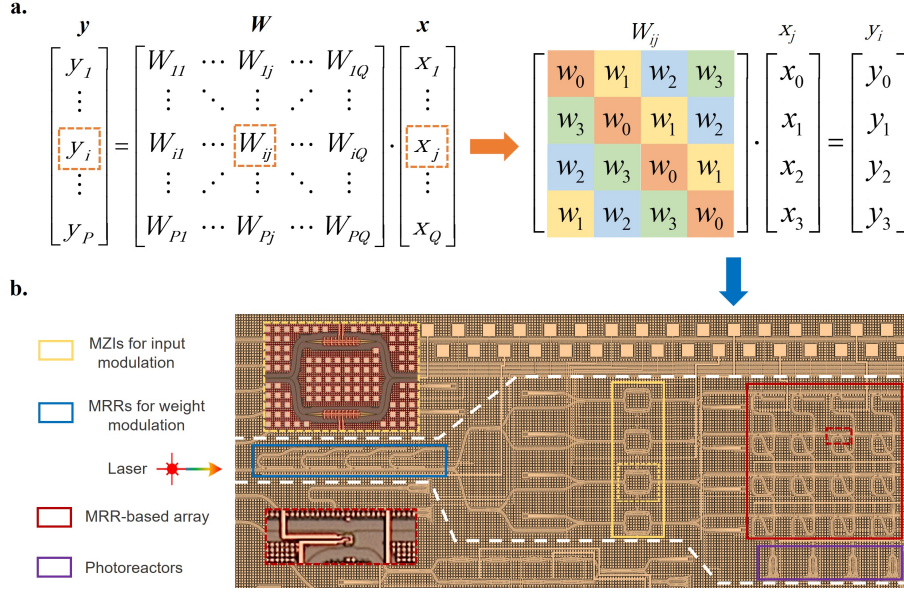 a.
y W x
y1 W11 ⋯ W1j ⋯ W1Q x1
⋮ ⋮ ⋱ ⋮ ⋰ ⋮ ⋮
yi = Wi1 ⋯ Wij ⋯ WiQ · xj
⋮ ⋮ ⋰ ⋮ ⋱ ⋮ ⋮
yP WP1 ⋯ WPj ⋯ WPQ xQ
Wij xj yi
w0 w1 w2 w3 x0 y0
w3 w0 w1 w2 x1 y1
· =
w2 w3 w0 w1 x2 y2
w1 w2 w3 w0 x3 y3
b.
MZIs for input
modulation
MRRs for weight
modulation
Laser
MRR-based array
Photoreactors